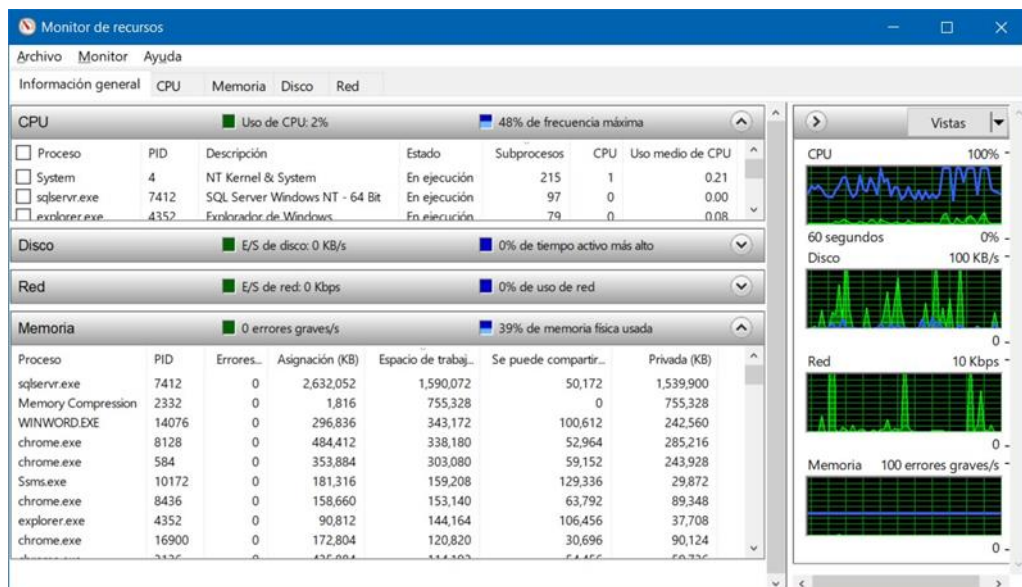 Monitor de recursos
Archivo Monitor Ayuda
Información general CPU Memoria Disco Red
CPU Uso de CPU: 2% 48% de frecuencia máxima
Proceso PID Descripción Estado Subprocesos CPU Uso medio de CPU
System 4 NT Kernel & System En ejecución 215 1 0.21
sqlservr.exe 7412 SQL Server Windows NT - 64 Bit En ejecución 97 0 0.00
explorer.exe 4352 Explorador de Windows En ejecución 79 0 0.08
Disco E/S de disco: 0 KB/s 0% de tiempo activo más alto
Red E/S de red: 0 Kbps 0% de uso de red
Memoria 0 errores graves/s 39% de memoria física usada
Proceso PID Errores... Asignación (KB) Espacio de trabaj... Se puede compartir... Privada (KB)
sqlservr.exe 7412 0 2,632,052 1,590,072 50,172 1,539,900
Memory Compression 2332 0 1,816 755,328 0 755,328
WINWORD.EXE 14076 0 296,836 343,172 100,612 242,560
chrome.exe 8128 0 484,412 338,180 52,964 285,216
chrome.exe 584 0 353,884 303,080 59,152 243,928
Ssms.exe 10172 0 181,316 159,208 129,336 29,872
chrome.exe 8436 0 158,660 153,140 63,792 89,348
explorer.exe 4352 0 90,812 144,164 106,456 37,708
chrome.exe 16900 0 172,804 120,820 30,696 90,124
Vistas
CPU 100%
60 segundos 0%
Disco 100 KB/s
0
Red 10 Kbps
0
Memoria 100 errores graves/s
0